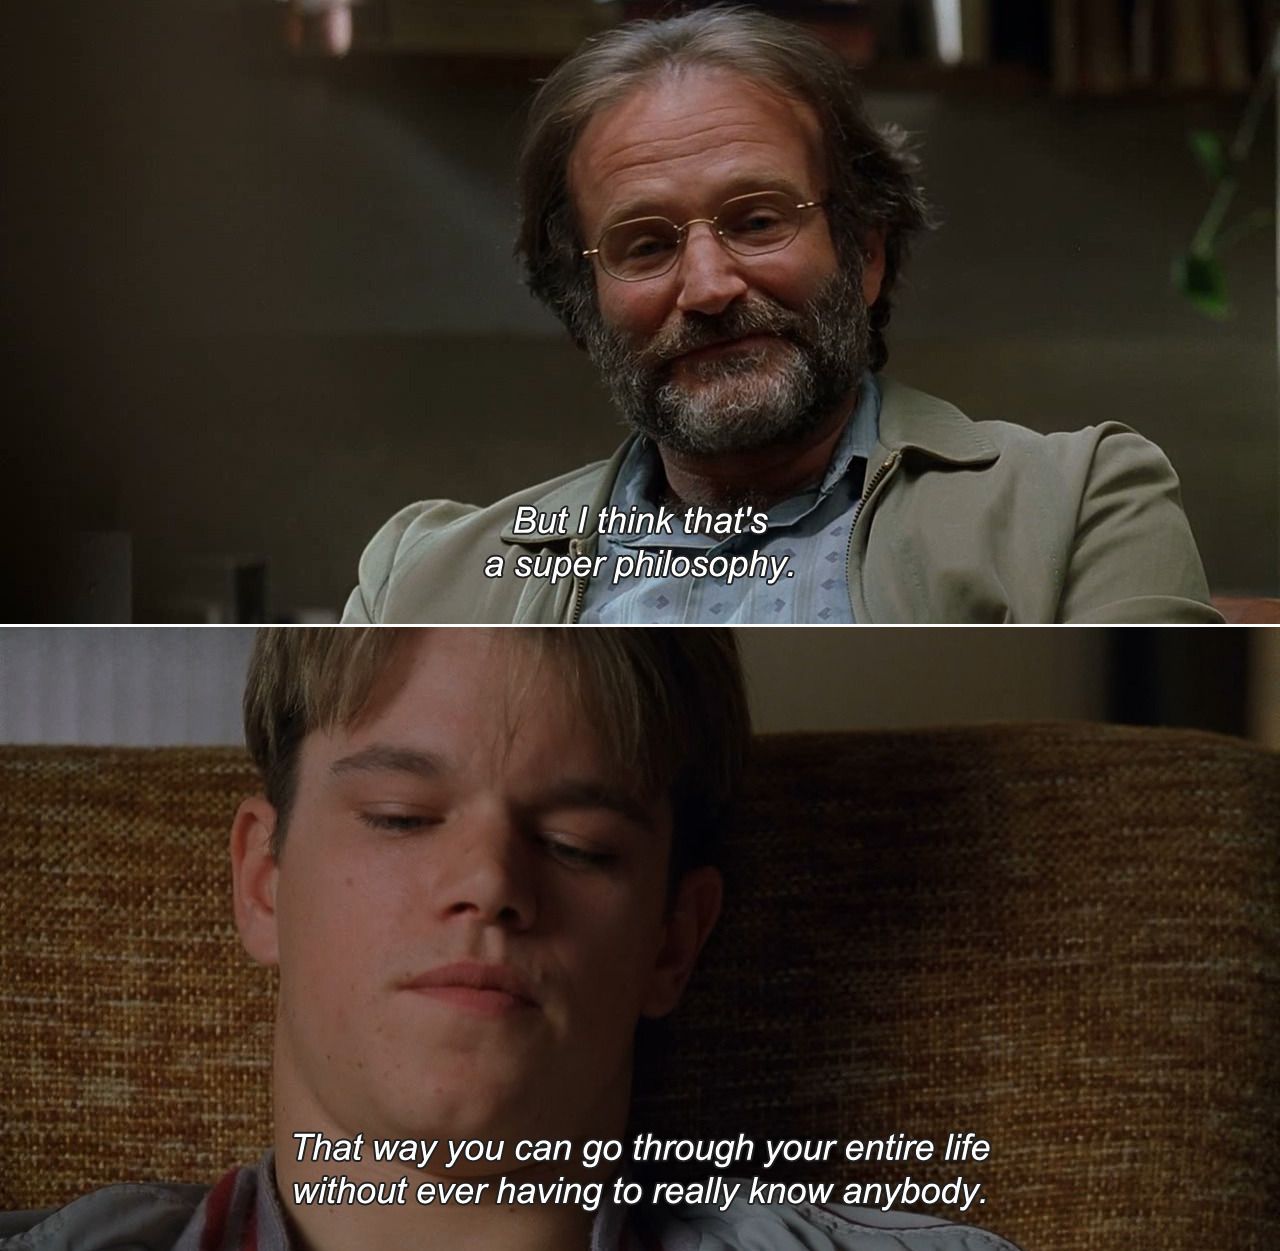 But I think that's
a super philosophy.
That way you can go through your entire life
without ever having to really know anybody.